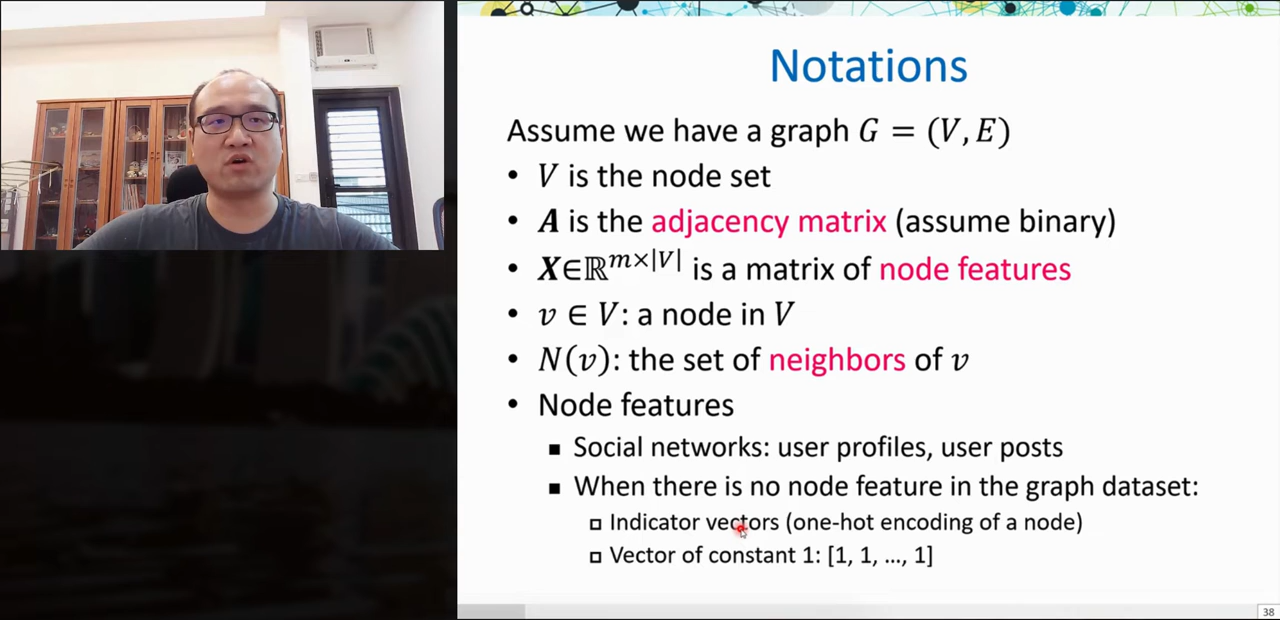 Notations
Assume we have a graph G = (V, E)
• V is the node set
• A is the adjacency matrix (assume binary)
• X∈ℝ^{m×|V|} is a matrix of node features
• v ∈ V: a node in V
• N(v): the set of neighbors of v
• Node features
▪ Social networks: user profiles, user posts
▪ When there is no node feature in the graph dataset:
▫ Indicator vectors (one-hot encoding of a node)
▫ Vector of constant 1: [1, 1, …, 1]
38